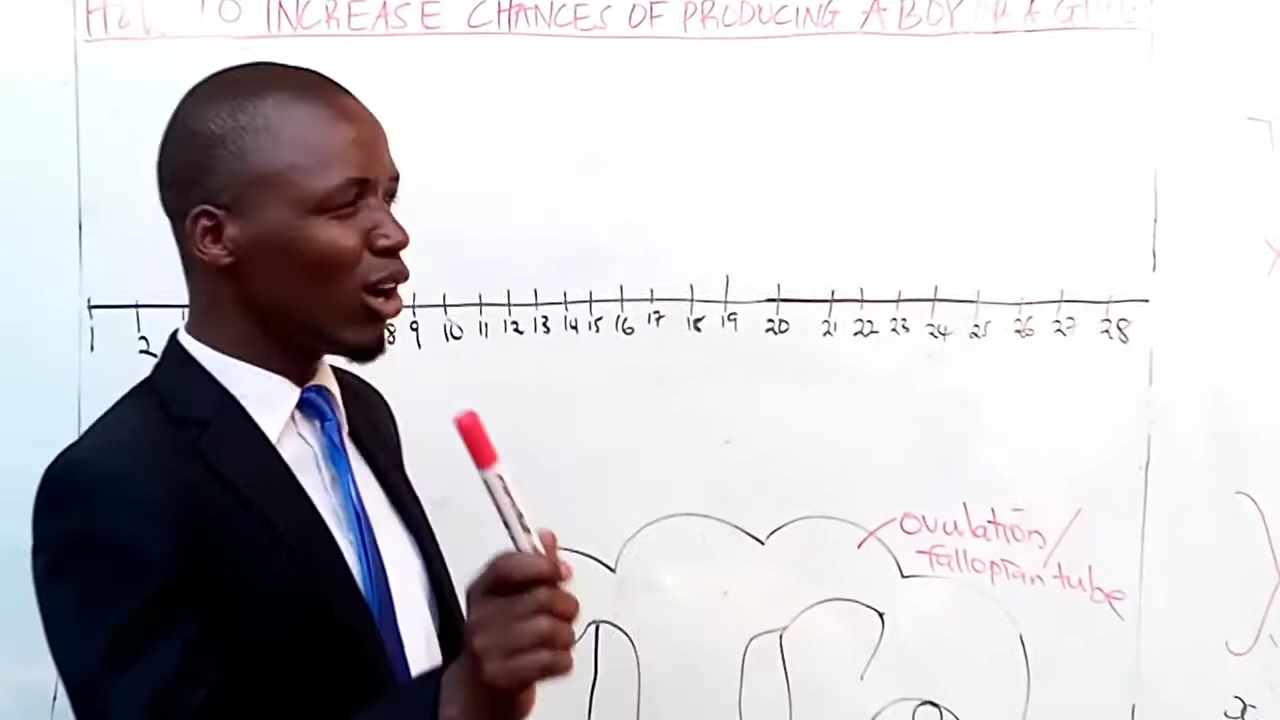 TO INCREASE CHANCES OF PRODUCING A BOY OR A
1 2 8 9 10 11 12 13 14 15 16 17 18 19 20 21 22 23 24 25 26 27 28
ovulation/
fallopian tube